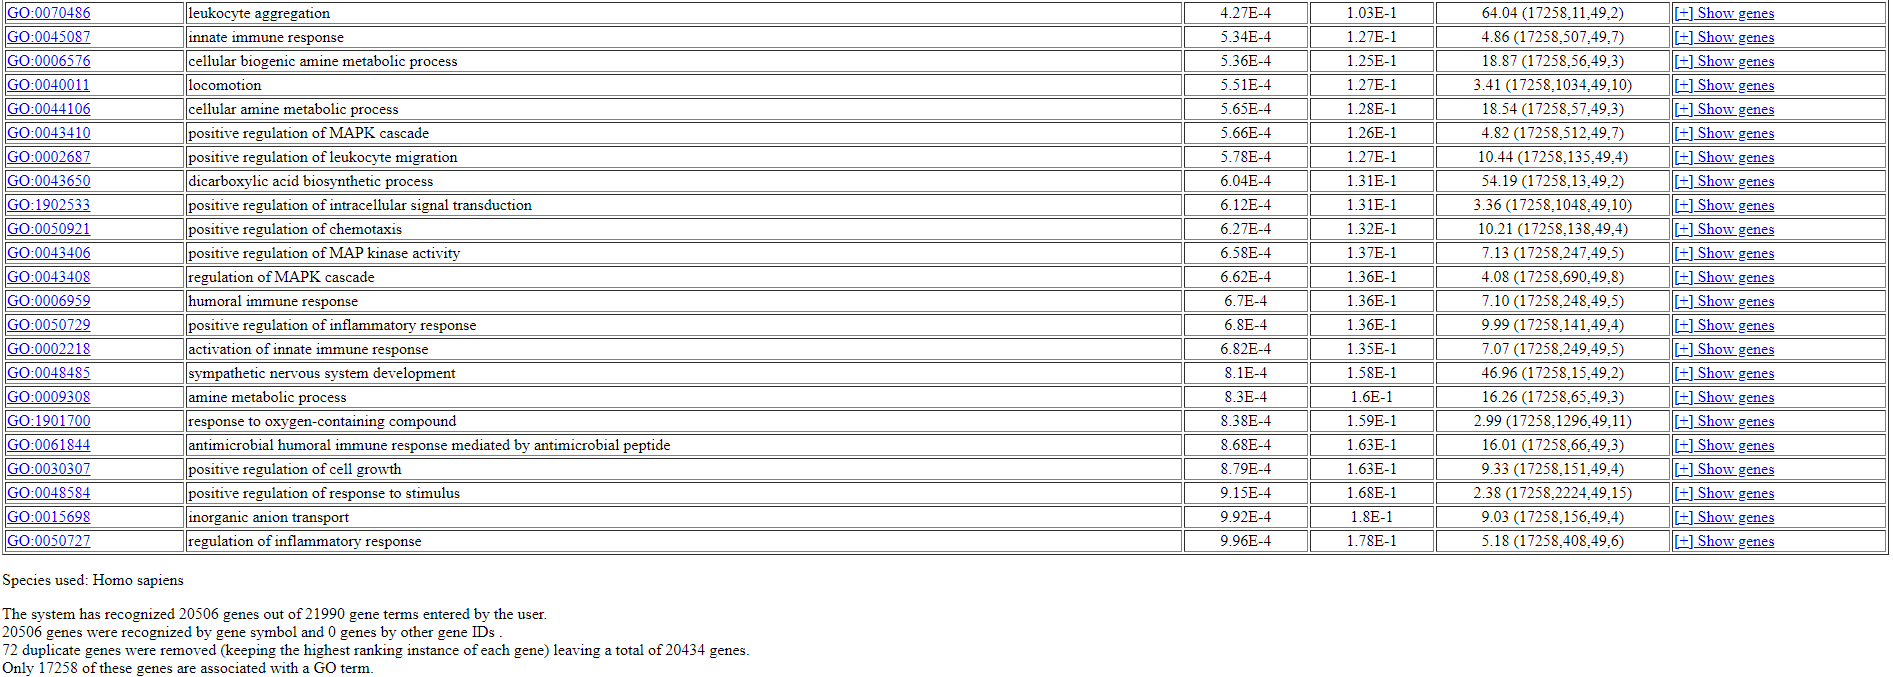 GO:0070486 leukocyte aggregation 4.27E-4 1.03E-1 64.04 (17258,11,49,2) [+] Show genes
GO:0045087 innate immune response 5.34E-4 1.27E-1 4.86 (17258,507,49,7) [+] Show genes
GO:0006576 cellular biogenic amine metabolic process 5.36E-4 1.25E-1 18.87 (17258,56,49,3) [+] Show genes
GO:0040011 locomotion 5.51E-4 1.27E-1 3.41 (17258,1034,49,10) [+] Show genes
GO:0044106 cellular amine metabolic process 5.65E-4 1.28E-1 18.54 (17258,57,49,3) [+] Show genes
GO:0043410 positive regulation of MAPK cascade 5.66E-4 1.26E-1 4.82 (17258,512,49,7) [+] Show genes
GO:0002687 positive regulation of leukocyte migration 5.78E-4 1.27E-1 10.44 (17258,135,49,4) [+] Show genes
GO:0043650 dicarboxylic acid biosynthetic process 6.04E-4 1.31E-1 54.19 (17258,13,49,2) [+] Show genes
GO:1902533 positive regulation of intracellular signal transduction 6.12E-4 1.31E-1 3.36 (17258,1048,49,10) [+] Show genes
GO:0050921 positive regulation of chemotaxis 6.27E-4 1.32E-1 10.21 (17258,138,49,4) [+] Show genes
GO:0043406 positive regulation of MAP kinase activity 6.58E-4 1.37E-1 7.13 (17258,247,49,5) [+] Show genes
GO:0043408 regulation of MAPK cascade 6.62E-4 1.36E-1 4.08 (17258,690,49,8) [+] Show genes
GO:0006959 humoral immune response 6.7E-4 1.36E-1 7.10 (17258,248,49,5) [+] Show genes
GO:0050729 positive regulation of inflammatory response 6.8E-4 1.36E-1 9.99 (17258,141,49,4) [+] Show genes
GO:0002218 activation of innate immune response 6.82E-4 1.35E-1 7.07 (17258,249,49,5) [+] Show genes
GO:0048485 sympathetic nervous system development 8.1E-4 1.58E-1 46.96 (17258,15,49,2) [+] Show genes
GO:0009308 amine metabolic process 8.3E-4 1.6E-1 16.26 (17258,65,49,3) [+] Show genes
GO:1901700 response to oxygen-containing compound 8.38E-4 1.59E-1 2.99 (17258,1296,49,11) [+] Show genes
GO:0061844 antimicrobial humoral immune response mediated by antimicrobial peptide 8.68E-4 1.63E-1 16.01 (17258,66,49,3) [+] Show genes
GO:0030307 positive regulation of cell growth 8.79E-4 1.63E-1 9.33 (17258,151,49,4) [+] Show genes
GO:0048584 positive regulation of response to stimulus 9.15E-4 1.68E-1 2.38 (17258,2224,49,15) [+] Show genes
GO:0015698 inorganic anion transport 9.92E-4 1.8E-1 9.03 (17258,156,49,4) [+] Show genes
GO:0050727 regulation of inflammatory response 9.96E-4 1.78E-1 5.18 (17258,408,49,6) [+] Show genes
Species used: Homo sapiens
The system has recognized 20506 genes out of 21990 gene terms entered by the user.
20506 genes were recognized by gene symbol and 0 genes by other gene IDs .
72 duplicate genes were removed (keeping the highest ranking instance of each gene) leaving a total of 20434 genes.
Only 17258 of these genes are associated with a GO term.